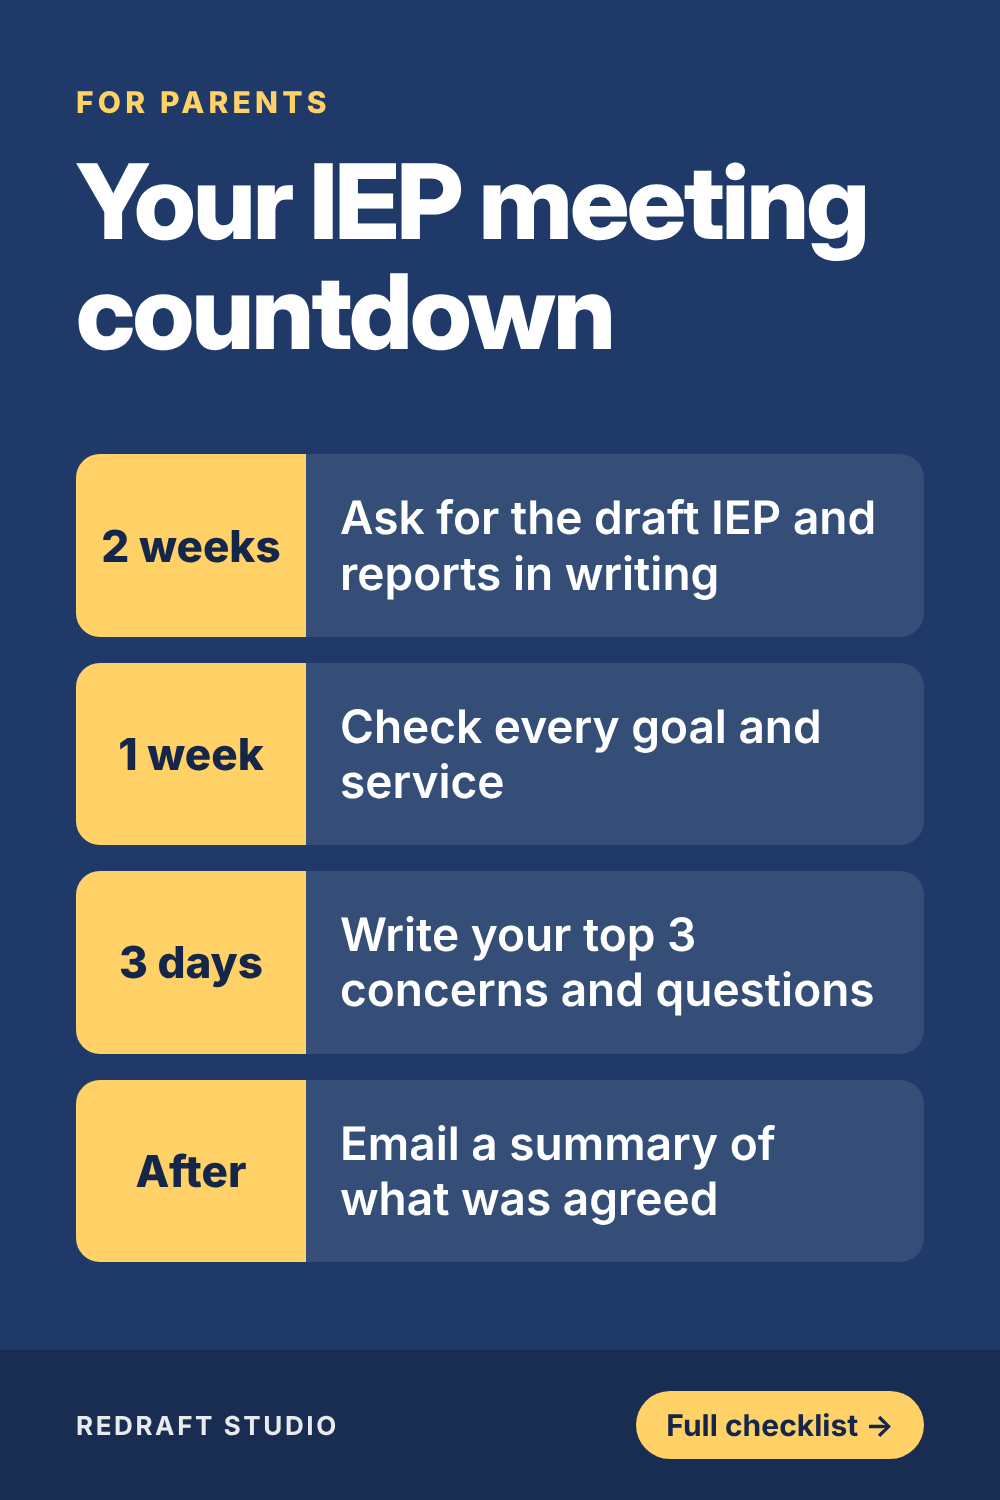 FOR PARENTS
Your IEP meeting
countdown
2 weeks
Ask for the draft IEP and
reports in writing
1 week
Check every goal and
service
3 days
Write your top 3
concerns and questions
After
Email a summary of
what was agreed
REDRAFT STUDIO
Full checklist →